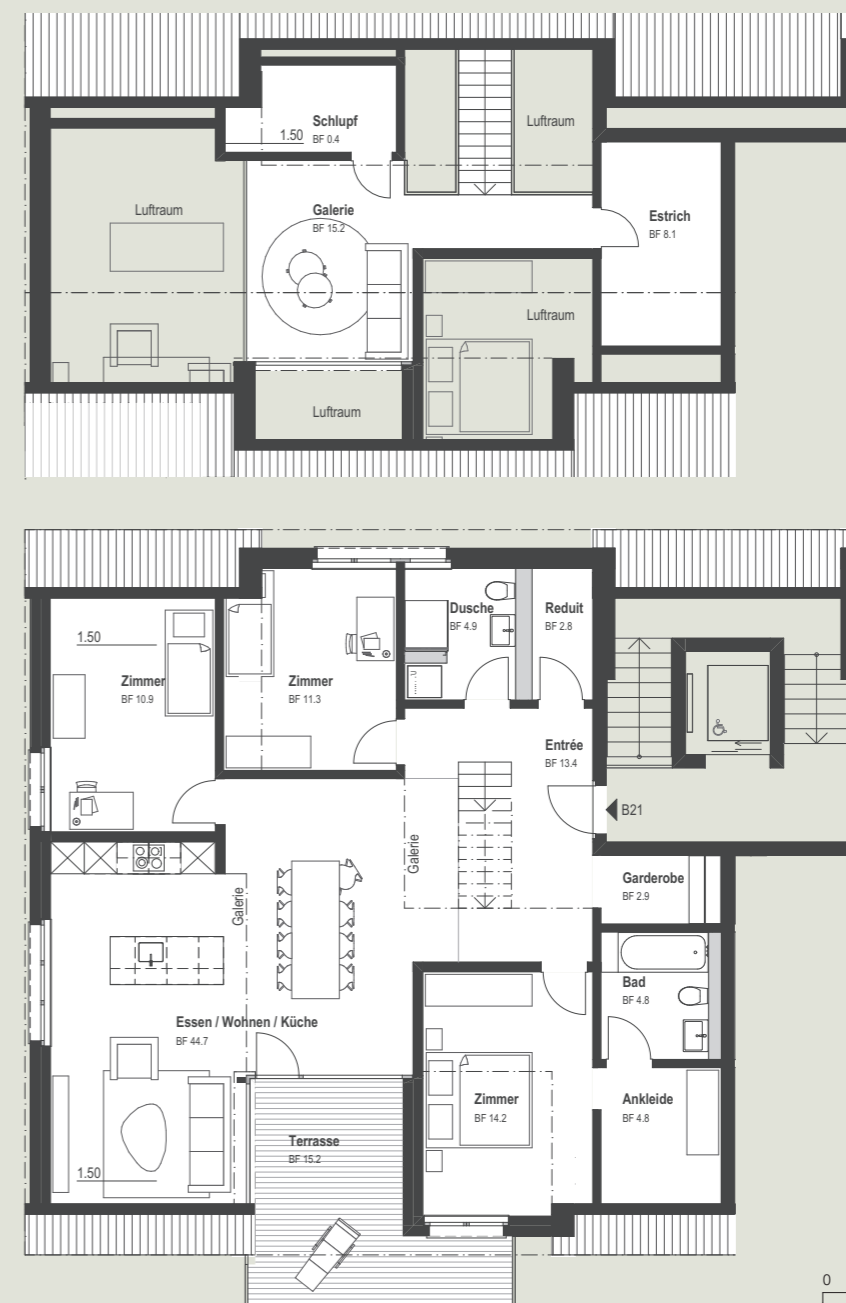 Schlupf
BF 0.4
1.50
Luftraum
Luftraum
Galerie
BF 15.2
Estrich
BF 8.1
Luftraum
Luftraum
Dusche
BF 4.9
Reduit
BF 2.8
1.50
Zimmer
BF 10.9
Zimmer
BF 11.3
Entrée
BF 13.4
B21
Galerie
Garderobe
BF 2.9
Galerie
Bad
BF 4.8
Essen / Wohnen / Küche
BF 44.7
Zimmer
BF 14.2
Ankleide
BF 4.8
Terrasse
BF 15.2
1.50
0